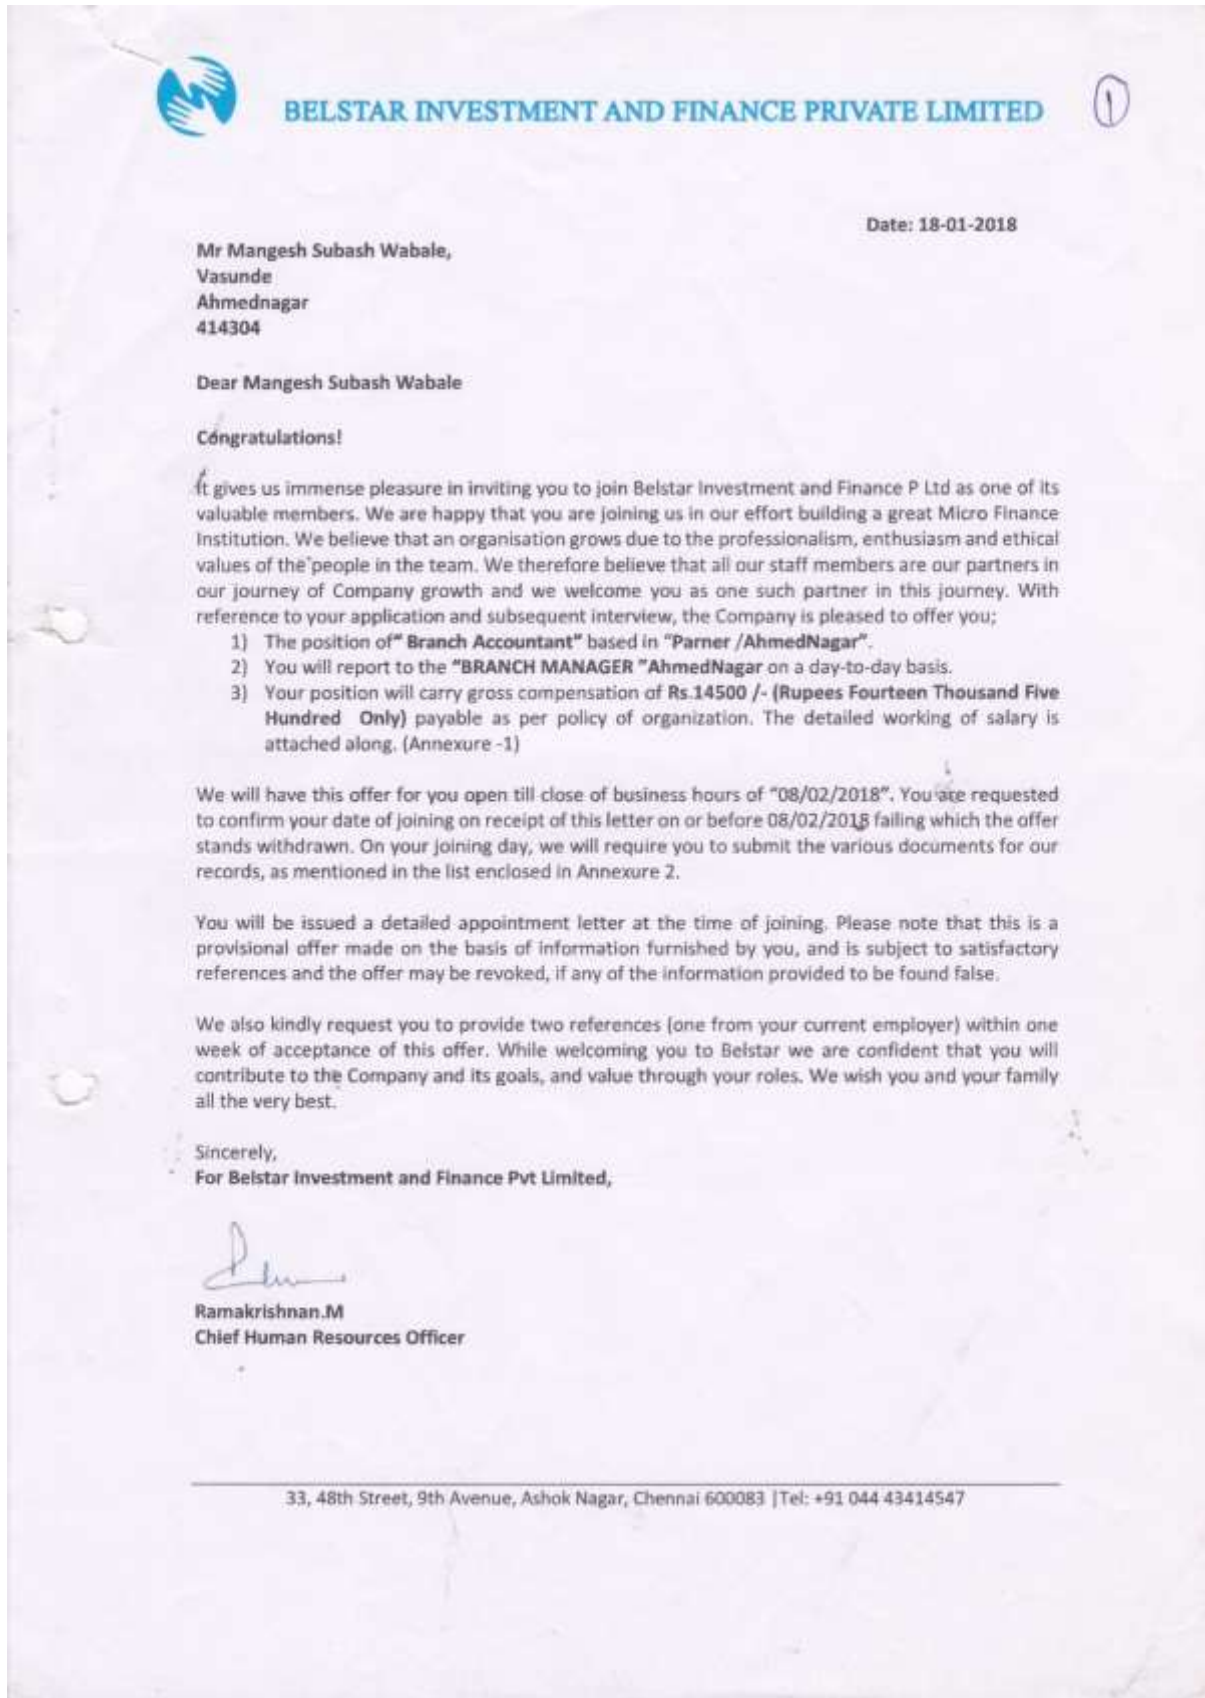 BELSTAR INVESTMENT AND FINANCE PRIVATE LIMITED
1
Date: 18-01-2018
Mr Mangesh Subash Wabale,
Vasunde
Ahmednagar
414304
Dear Mangesh Subash Wabale
Congratulations!
It gives us immense pleasure in inviting you to join Belstar Investment and Finance P Ltd as one of its
valuable members. We are happy that you are joining us in our effort building a great Micro Finance
Institution. We believe that an organisation grows due to the professionalism, enthusiasm and ethical
values of the people in the team. We therefore believe that all our staff members are our partners in
our journey of Company growth and we welcome you as one such partner in this journey. With
reference to your application and subsequent interview, the Company is pleased to offer you;
1) The position of" Branch Accountant" based in "Parner /AhmedNagar".
2) You will report to the "BRANCH MANAGER "AhmedNagar on a day-to-day basis.
3) Your position will carry gross compensation of Rs.14500 /- (Rupees Fourteen Thousand Five
Hundred Only) payable as per policy of organization. The detailed working of salary is
attached along. (Annexure -1)
We will have this offer for you open till close of business hours of "08/02/2018". You are requested
to confirm your date of joining on receipt of this letter on or before 08/02/2018 failing which the offer
stands withdrawn. On your joining day, we will require you to submit the various documents for our
records, as mentioned in the list enclosed in Annexure 2.
You will be issued a detailed appointment letter at the time of joining. Please note that this is a
provisional offer made on the basis of information furnished by you, and is subject to satisfactory
references and the offer may be revoked, if any of the information provided to be found false.
We also kindly request you to provide two references (one from your current employer) within one
week of acceptance of this offer. While welcoming you to Belstar we are confident that you will
contribute to the Company and its goals, and value through your roles. We wish you and your family
all the very best.
Sincerely,
For Belstar Investment and Finance Pvt Limited,
Ramakrishnan.M
Chief Human Resources Officer
33, 48th Street, 9th Avenue, Ashok Nagar, Chennai 600083 |Tel: +91 044 43414547